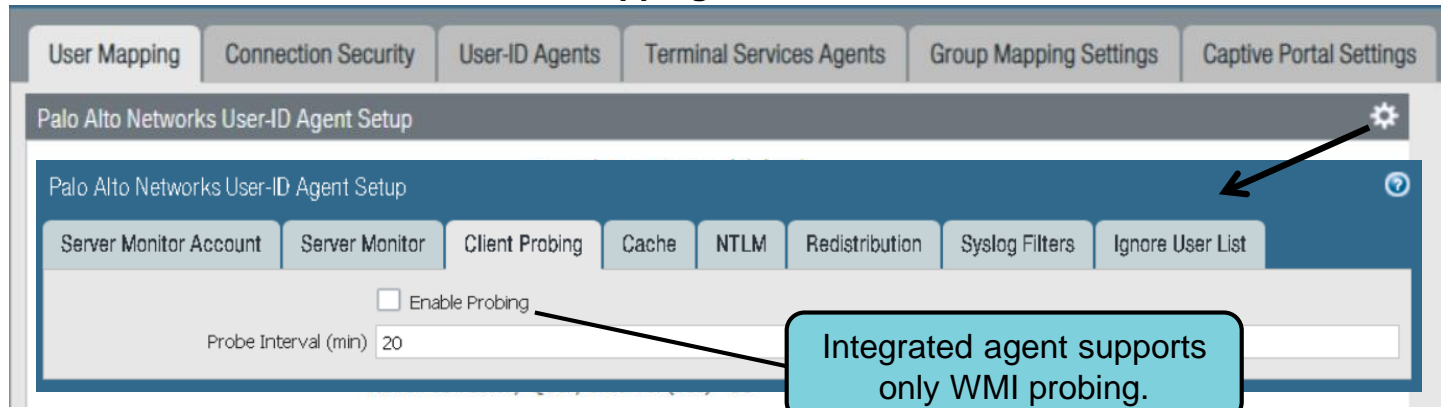 pping
User Mapping Connection Security User-ID Agents Terminal Services Agents Group Mapping Settings Captive Portal Settings
Palo Alto Networks User-ID Agent Setup
Palo Alto Networks User-ID Agent Setup
Server Monitor Account Server Monitor Client Probing Cache NTLM Redistribution Syslog Filters Ignore User List
Enable Probing
Probe Interval (min) 20
Integrated agent supports
only WMI probing.